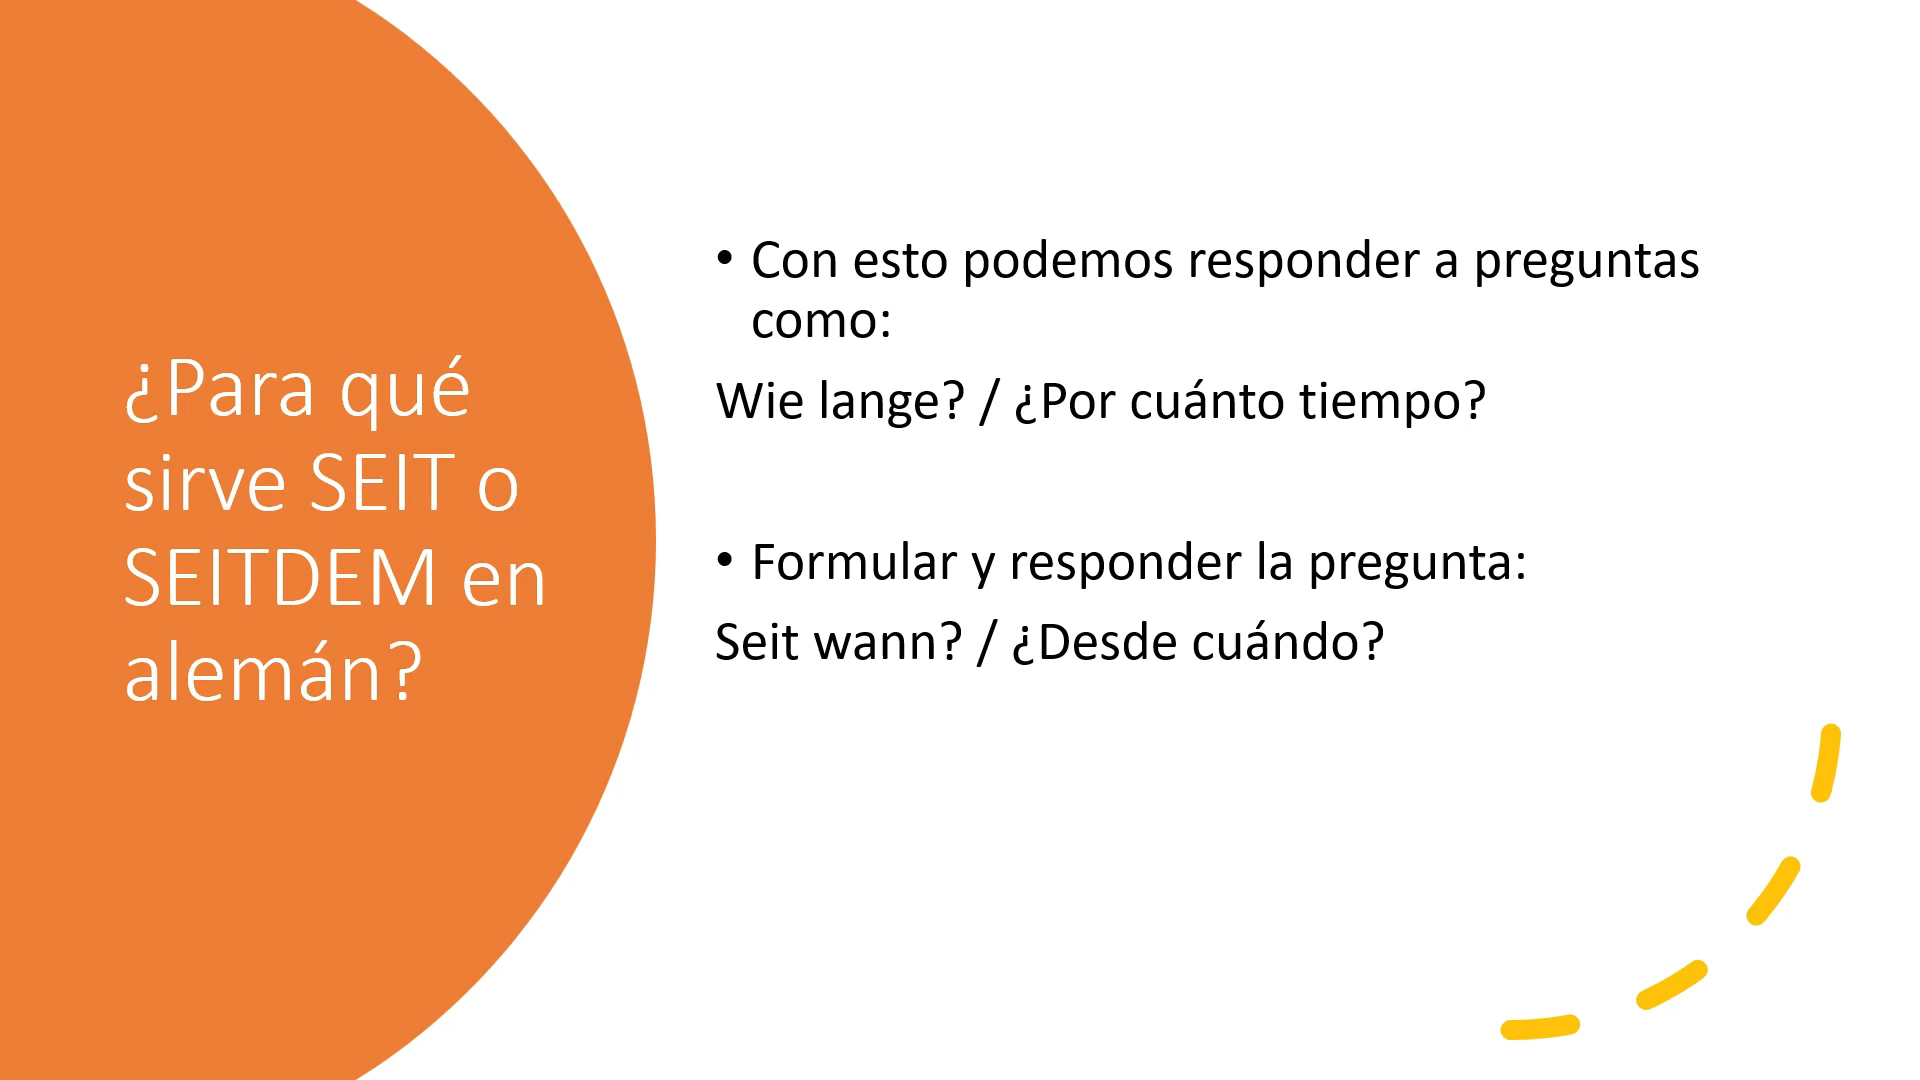 ¿Para qué
sirve SEIT o
SEITDEM en
alemán?
• Con esto podemos responder a preguntas
como:
Wie lange? / ¿Por cuánto tiempo?
• Formular y responder la pregunta:
Seit wann? / ¿Desde cuándo?